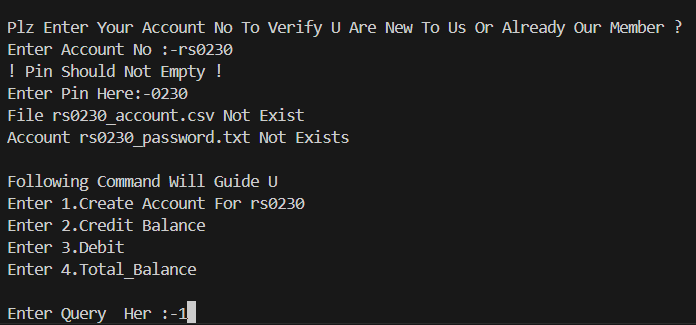 Plz Enter Your Account No To Verify U Are New To Us Or Already Our Member ?
Enter Account No :-rs0230
! Pin Should Not Empty !
Enter Pin Here:-0230
File rs0230_account.csv Not Exist
Account rs0230_password.txt Not Exists
Following Command Will Guide U
Enter 1.Create Account For rs0230
Enter 2.Credit Balance
Enter 3.Debit
Enter 4.Total_Balance
Enter Query  Her :-1